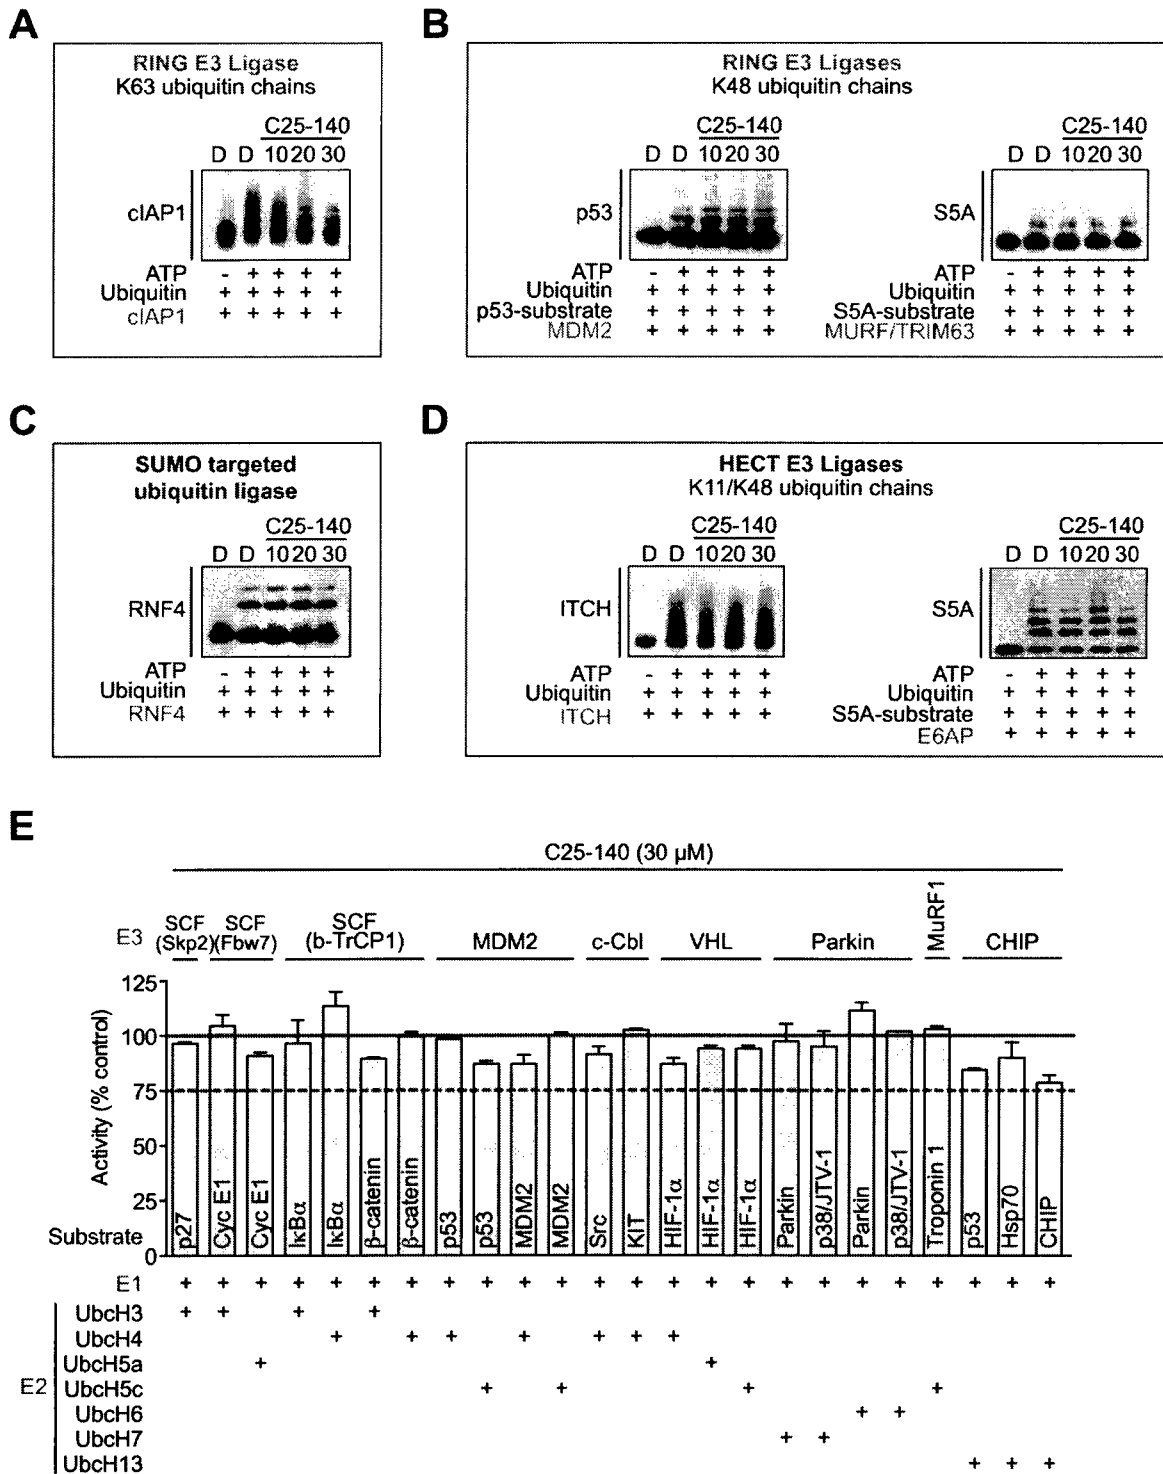 A
RING E3 Ligase
K63 ubiquitin chains
C25-140
D D 10 20 30
cIAP1
ATP - + + + +
Ubiquitin + + + + +
cIAP1 + + + + +
B
RING E3 Ligases
K48 ubiquitin chains
C25-140
D D 10 20 30
p53
ATP - + + + +
Ubiquitin + + + + +
p53-substrate + + + + +
MDM2 + + + + +
C25-140
D D 10 20 30
S5A
ATP - + + + +
Ubiquitin + + + + +
S5A-substrate + + + + +
MURF/TRIM63 + + + + +
C
SUMO targeted
ubiquitin ligase
C25-140
D D 10 20 30
RNF4
ATP - + + + +
Ubiquitin + + + + +
RNF4 + + + + +
D
HECT E3 Ligases
K11/K48 ubiquitin chains
C25-140
D D 10 20 30
ITCH
ATP - + + + +
Ubiquitin + + + + +
ITCH + + + + +
C25-140
D D 10 20 30
S5A
ATP - + + + +
Ubiquitin + + + + +
S5A-substrate + + + + +
E6AP + + + + +
E
C25-140 (30 µM)
E3
SCF
(Skp2)
SCF
(Fbw7)
SCF
(b-TrCP1)
MDM2
c-Cbl
VHL
Parkin
MuRF1
CHIP
Activity (% control)
125
100
75
50
25
0
Substrate
p27
Cyc E1
Cyc E1
IκBα
IκBα
β-catenin
β-catenin
p53
p53
MDM2
MDM2
Src
KIT
HIF-1α
HIF-1α
HIF-1α
Parkin
p38/JTV-1
Parkin
p38/JTV-1
Troponin 1
p53
Hsp70
CHIP
E1 + + + + + + + + + + + + + + + + + + + + + + + +
E2
UbcH3 + + + +
UbcH4 + + + + + + +
UbcH5a + +
UbcH5c + + + +
UbcH6 + +
UbcH7 + +
UbcH13 + + +